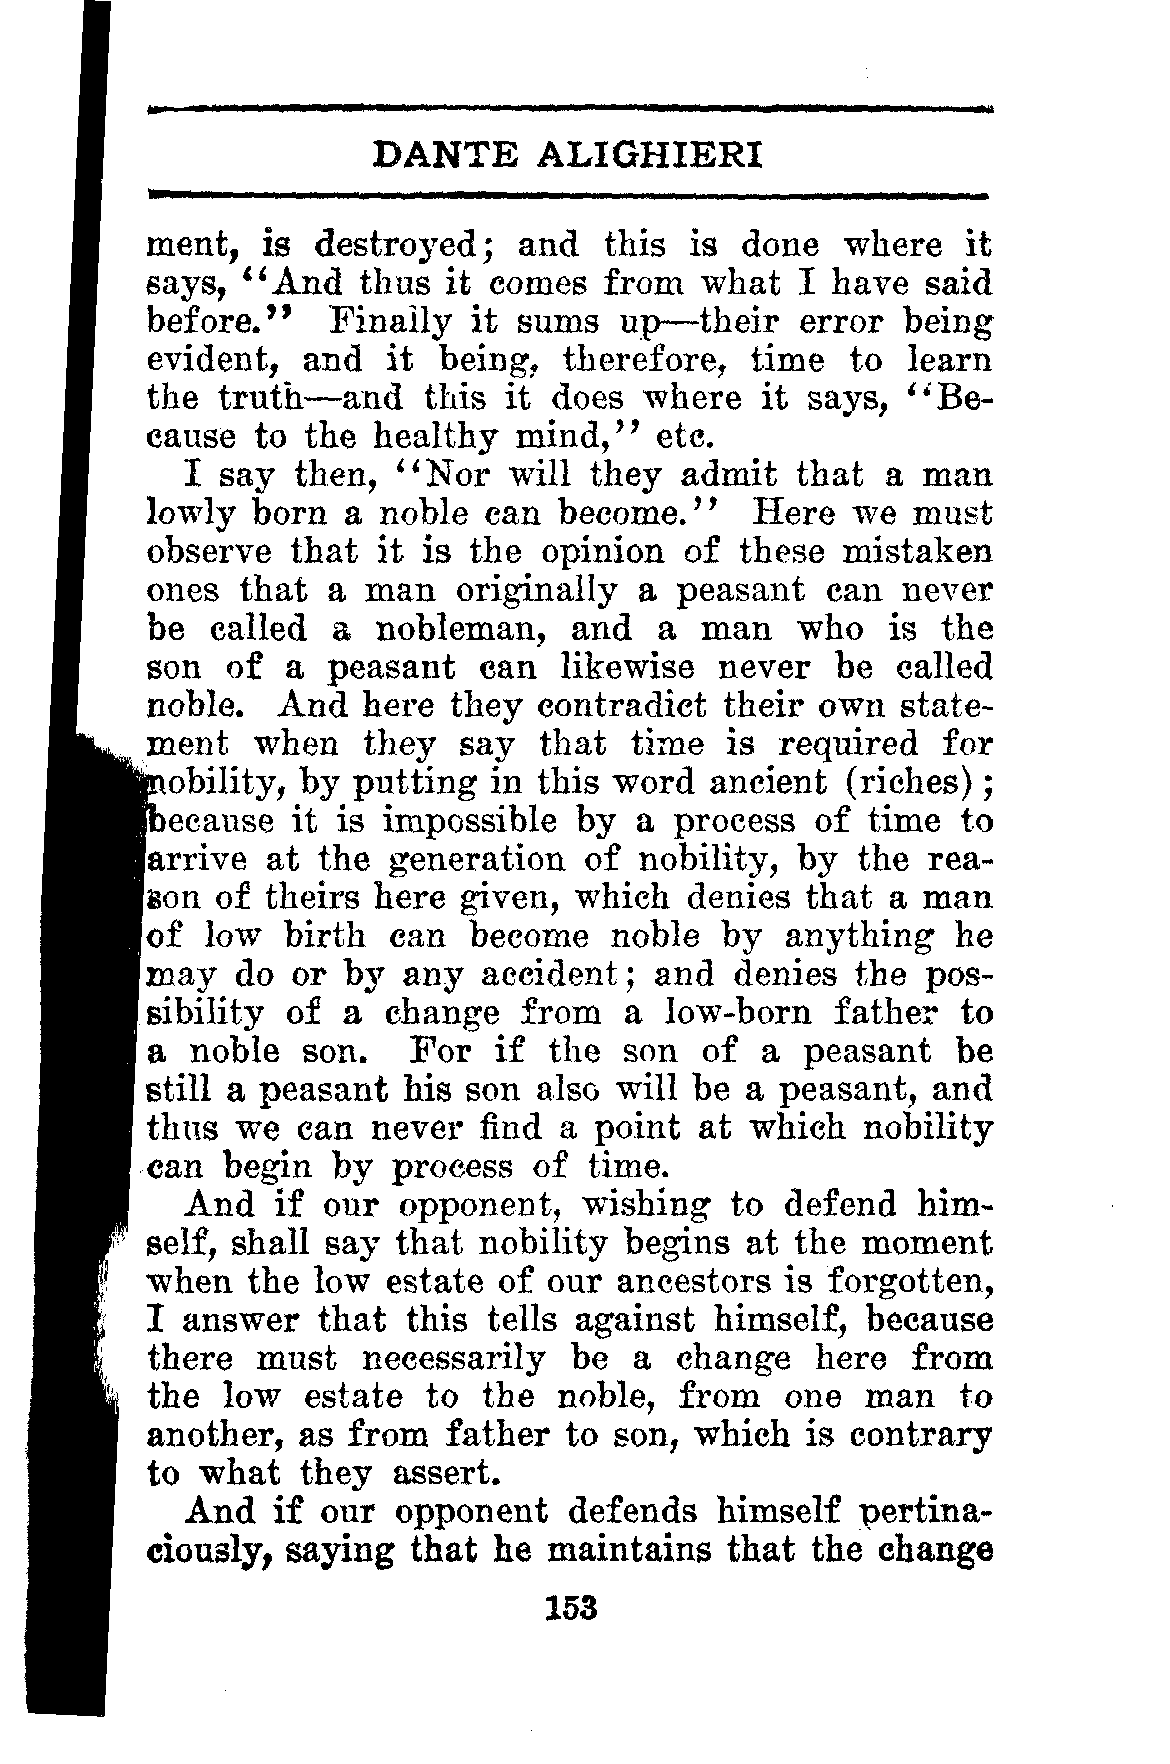 DANTE ALIGHIERI
ment, is destroyed; and this is done where it
says, "And thus it comes from what I have said
before." Finally it sums up—their error being
evident, and it being, therefore, time to learn
the truth—and this it does where it says, "Be-
cause to the healthy mind," etc.
I say then, "Nor will they admit that a man
lowly born a noble can become." Here we must
observe that it is the opinion of these mistaken
ones that a man originally a peasant can never
be called a nobleman, and a man who is the
son of a peasant can likewise never be called
noble. And here they contradict their own state-
ment when they say that time is required for
nobility, by putting in this word ancient (riches);
because it is impossible by a process of time to
arrive at the generation of nobility, by the rea-
son of theirs here given, which denies that a man
of low birth can become noble by anything he
may do or by any accident; and denies the pos-
sibility of a change from a low-born father to
a noble son. For if the son of a peasant be
still a peasant his son also will be a peasant, and
thus we can never find a point at which nobility
can begin by process of time.
And if our opponent, wishing to defend him-
self, shall say that nobility begins at the moment
when the low estate of our ancestors is forgotten,
I answer that this tells against himself, because
there must necessarily be a change here from
the low estate to the noble, from one man to
another, as from father to son, which is contrary
to what they assert.
And if our opponent defends himself pertina-
ciously, saying that he maintains that the change
153